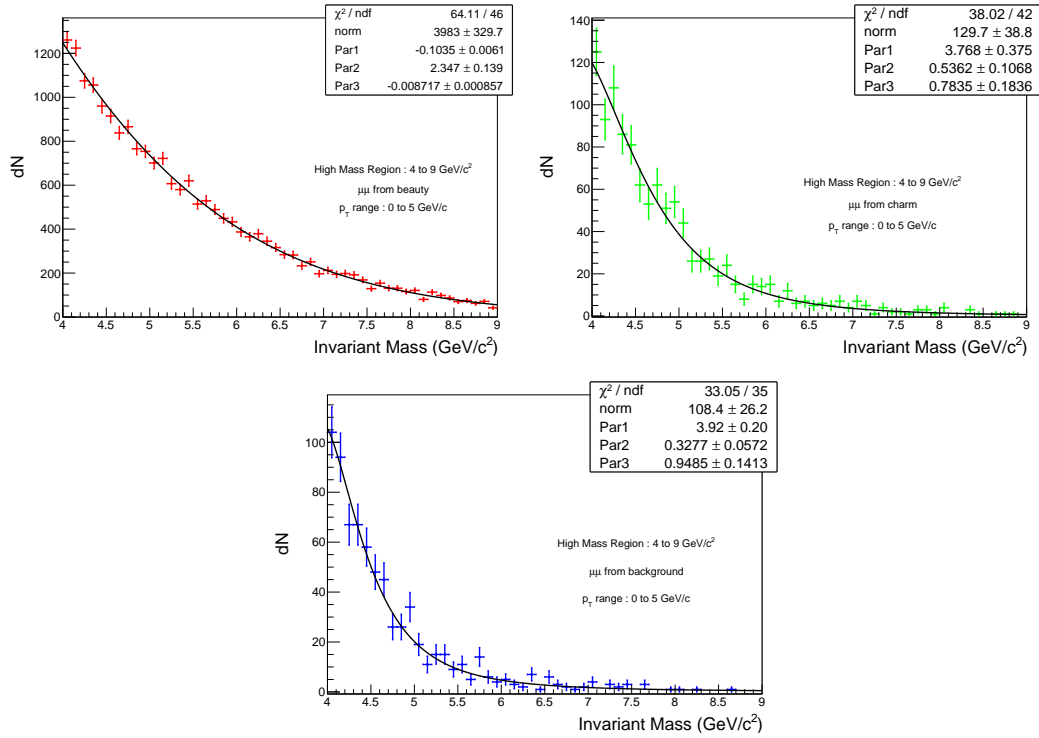 χ² / ndf 64.11 / 46
norm 3983 ± 329.7
Par1 -0.1035 ± 0.0061
Par2 2.347 ± 0.139
Par3 -0.008717 ± 0.000857
1200
1000
800
600
400
200
0
dN
High Mass Region : 4 to 9 GeV/c²
μμ from beauty
p_T range : 0 to 5 GeV/c
4 4.5 5 5.5 6 6.5 7 7.5 8 8.5 9
Invariant Mass (GeV/c²)
χ² / ndf 38.02 / 42
norm 129.7 ± 38.8
Par1 3.768 ± 0.375
Par2 0.5362 ± 0.1068
Par3 0.7835 ± 0.1836
140
120
100
80
60
40
20
0
dN
High Mass Region : 4 to 9 GeV/c²
μμ from charm
p_T range : 0 to 5 GeV/c
4 4.5 5 5.5 6 6.5 7 7.5 8 8.5 9
Invariant Mass (GeV/c²)
χ² / ndf 33.05 / 35
norm 108.4 ± 26.2
Par1 3.92 ± 0.20
Par2 0.3277 ± 0.0572
Par3 0.9485 ± 0.1413
100
80
60
40
20
0
dN
High Mass Region : 4 to 9 GeV/c²
μμ from background
p_T range : 0 to 5 GeV/c
4 4.5 5 5.5 6 6.5 7 7.5 8 8.5 9
Invariant Mass (GeV/c²)